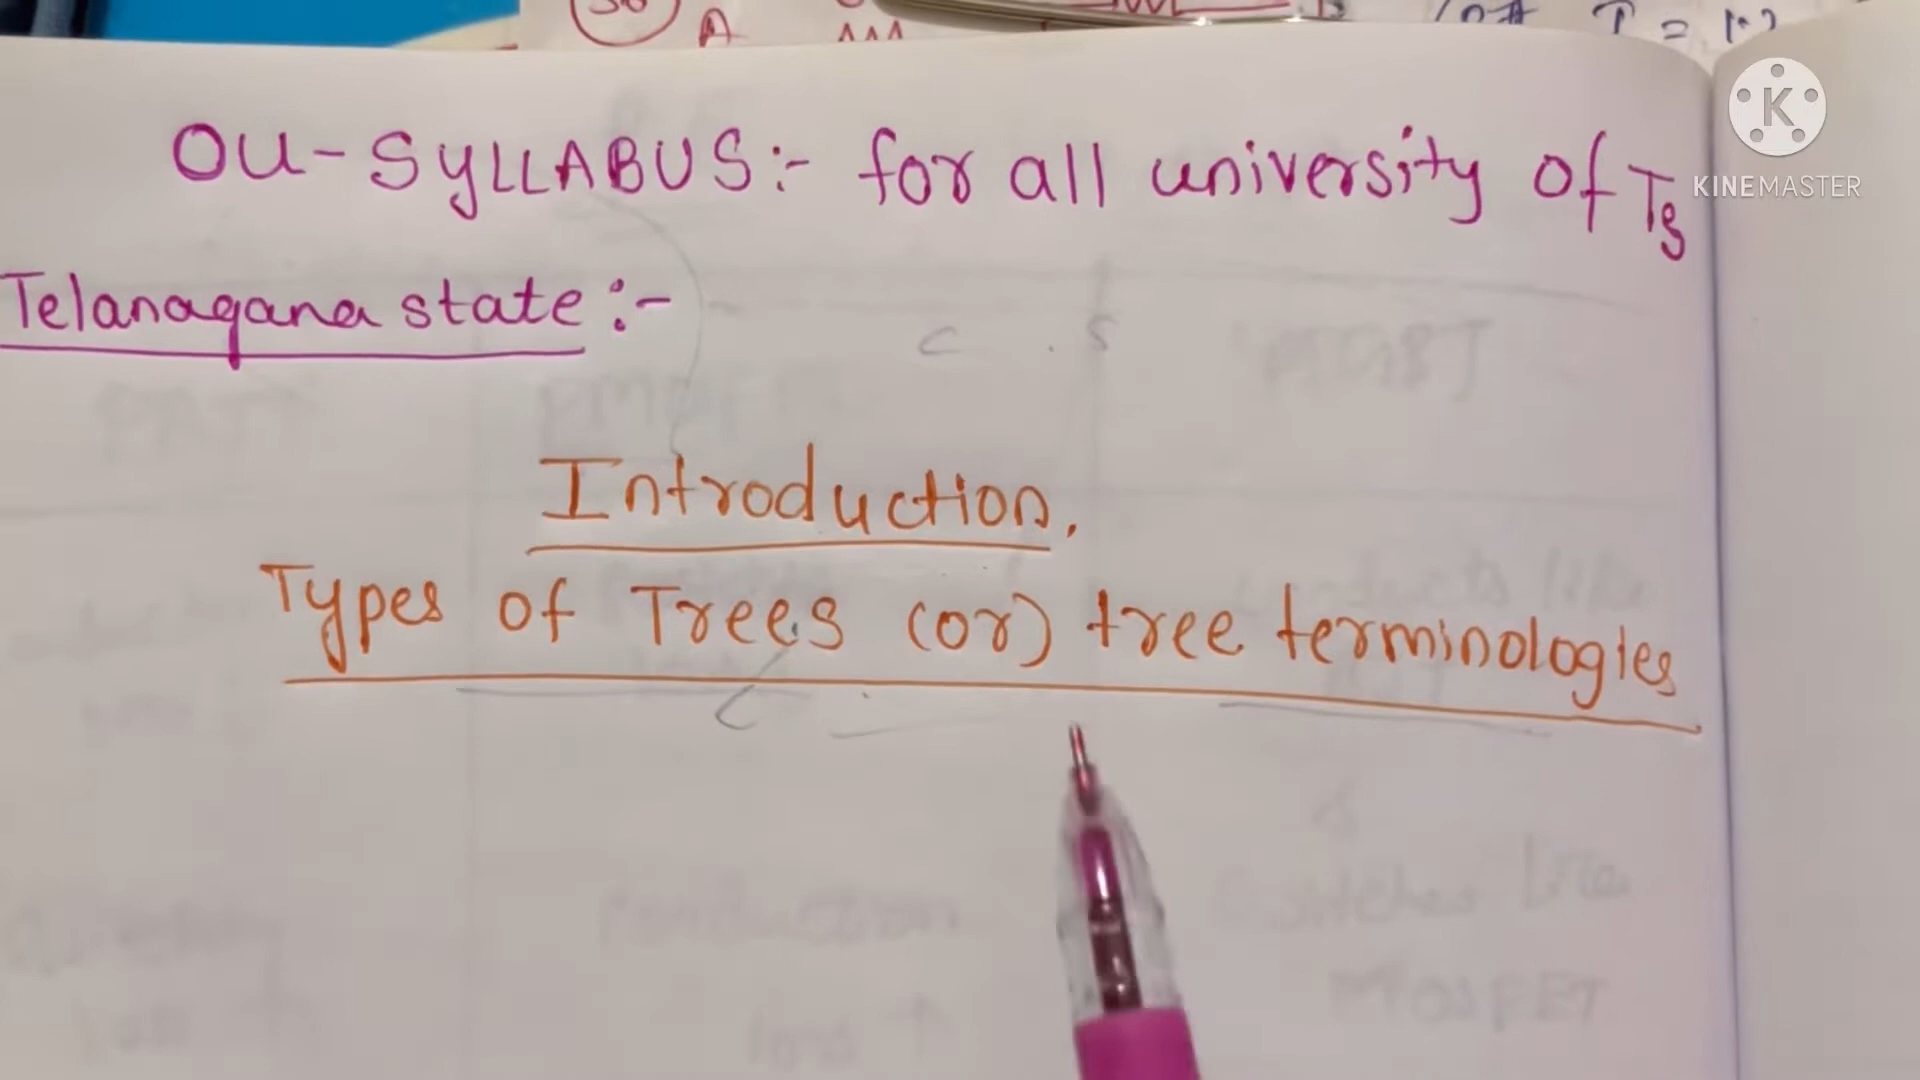 OU-SYLLABUS:- for all university of Ts
KINEMASTER
Telanagana state:-
Introduction.
Types of Trees (or) tree terminologies